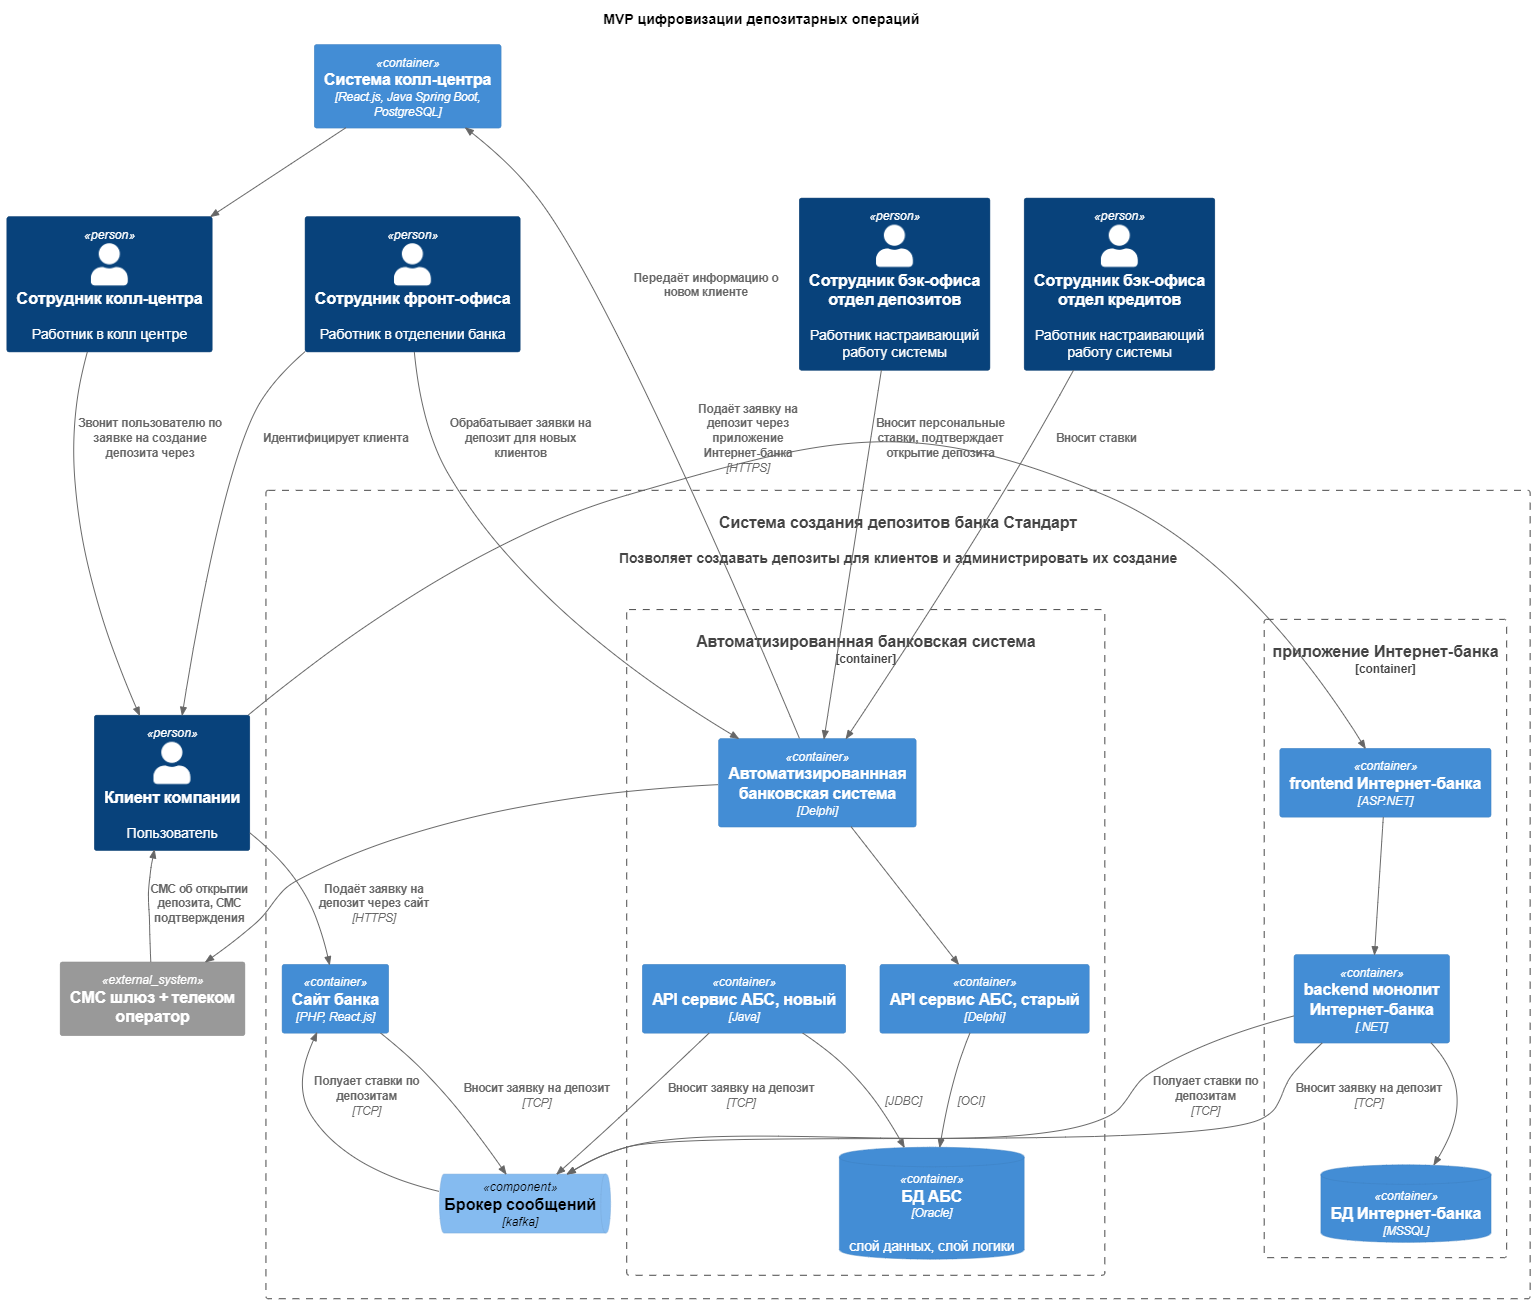 MVP цифровизации депозитарных операций
«container»
Система колл-центра
[React.js, Java Spring Boot,
PostgreSQL]
«person»
Сотрудник колл-центра
Работник в колл центре
«person»
Сотрудник фронт-офиса
Работник в отделении банка
Передаёт информацию о
новом клиенте
«person»
Сотрудник бэк-офиса
отдел депозитов
Работник настраивающий
работу системы
«person»
Сотрудник бэк-офиса
отдел кредитов
Работник настраивающий
работу системы
Звонит пользователю по
заявке на создание
депозита через
Идентифицирует клиента
Обрабатывает заявки на
депозит для новых
клиентов
Подаёт заявку на
депозит через
приложение
Интернет-банка
[HTTPS]
Вносит персональные
ставки, подтверждает
открытие депозита
Вносит ставки
Система создания депозитов банка Стандарт
Позволяет создавать депозиты для клиентов и администрировать их создание
Автоматизированнная банковская система
[container]
приложение Интернет-банка
[container]
«person»
Клиент компании
Пользователь
«container»
Автоматизированнная
банковская система
[Delphi]
«container»
frontend Интернет-банка
[ASP.NET]
СМС об открытии
депозита, СМС
подтверждения
Подаёт заявку на
депозит через сайт
[HTTPS]
«external_system»
СМС шлюз + телеком
оператор
«container»
Сайт банка
[PHP, React.js]
«container»
API сервис АБС, новый
[Java]
«container»
API сервис АБС, старый
[Delphi]
«container»
backend монолит
Интернет-банка
[.NET]
Полуает ставки по
депозитам
[TCP]
Вносит заявку на депозит
[TCP]
Вносит заявку на депозит
[TCP]
[JDBC]
[OCI]
Полуает ставки по
депозитам
[TCP]
Вносит заявку на депозит
[TCP]
«component»
Брокер сообщений
[kafka]
«container»
БД АБС
[Oracle]
слой данных, слой логики
«container»
БД Интернет-банка
[MSSQL]